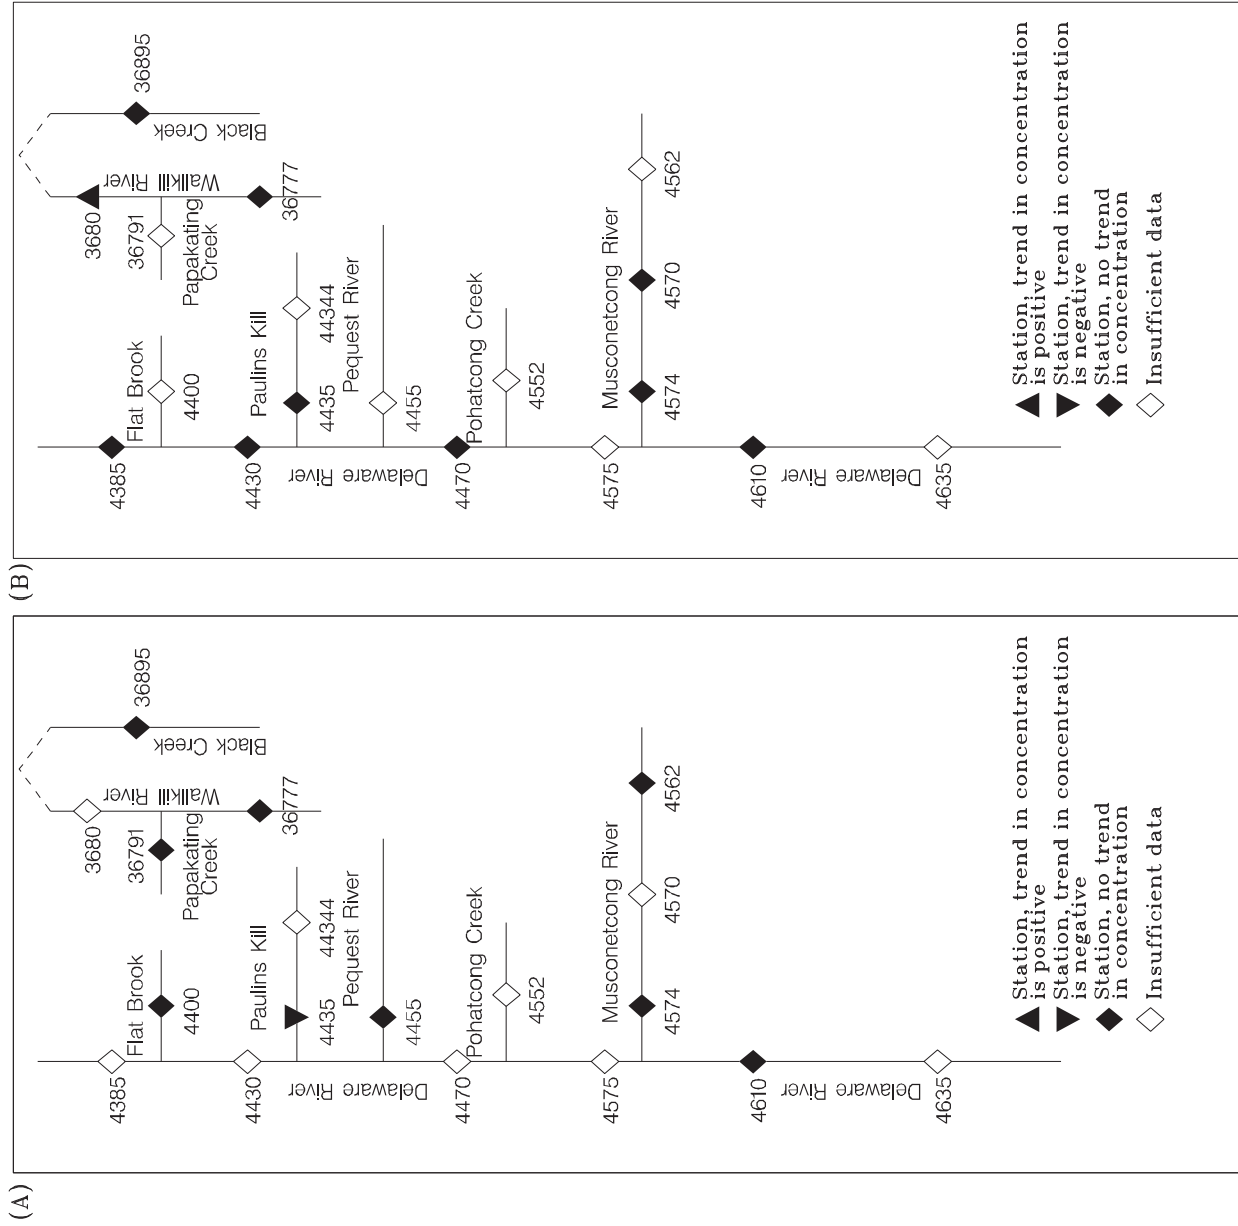 (A)
4385
Flat Brook
4400
3680
36791
Papakating
Creek
Wallkill River
36777
36895
Black Creek
4430
Paulins Kill
4435
44344
Delaware River
Pequest River
4455
4470
Pohatcong Creek
4552
4575
Musconetcong River
4574
4570
4562
4610
Delaware River
4635
Station, trend in concentration
is positive
Station, trend in concentration
is negative
Station, no trend
in concentration
Insufficient data
(B)
4385
Flat Brook
4400
3680
36791
Papakating
Creek
Wallkill River
36777
36895
Black Creek
4430
Paulins Kill
4435
44344
Delaware River
Pequest River
4455
4470
Pohatcong Creek
4552
4575
Musconetcong River
4574
4570
4562
4610
Delaware River
4635
Station, trend in concentration
is positive
Station, trend in concentration
is negative
Station, no trend
in concentration
Insufficient data